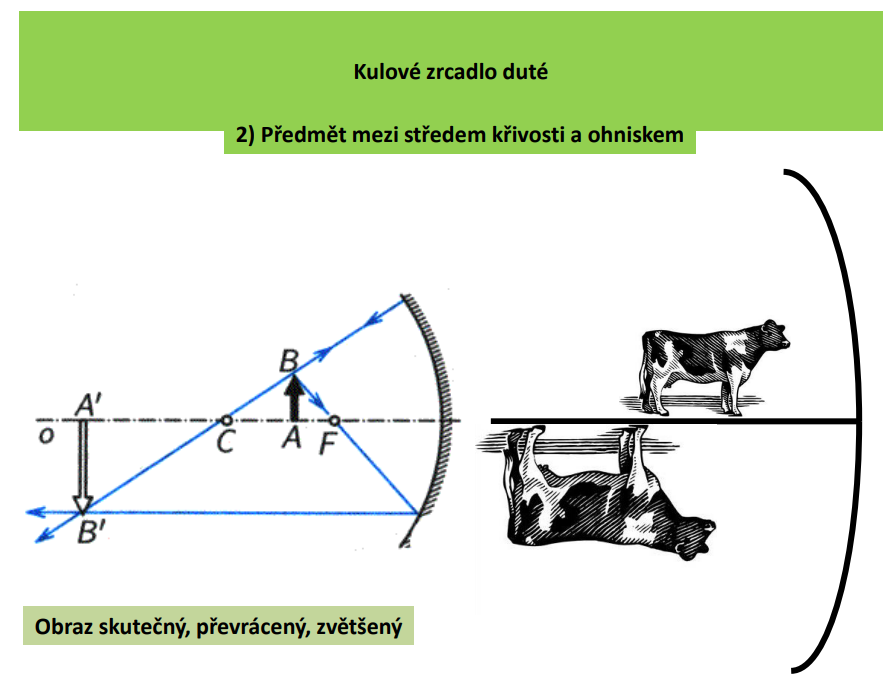 Kulové zrcadlo duté
2) Předmět mezi středem křivosti a ohniskem
B
A'
o
C
A
F
B'
Obraz skutečný, převrácený, zvětšený